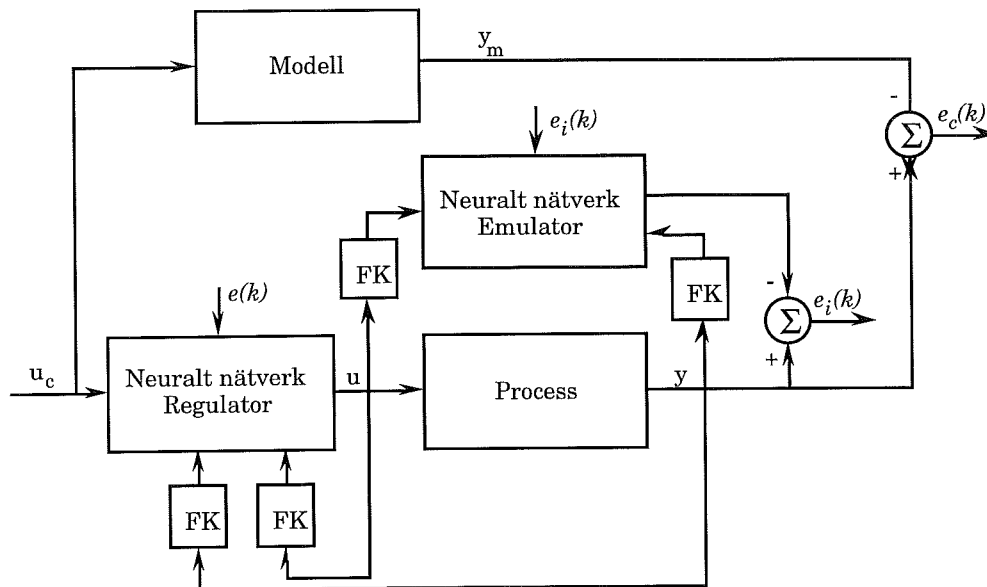 y_m
Modell
-
e_c(k)
Σ
+
e_i(k)
Neuralt nätverk
Emulator
FK
FK
e(k)
-
e_i(k)
Σ
+
u_c
Neuralt nätverk
Regulator
u
Process
y
FK
FK